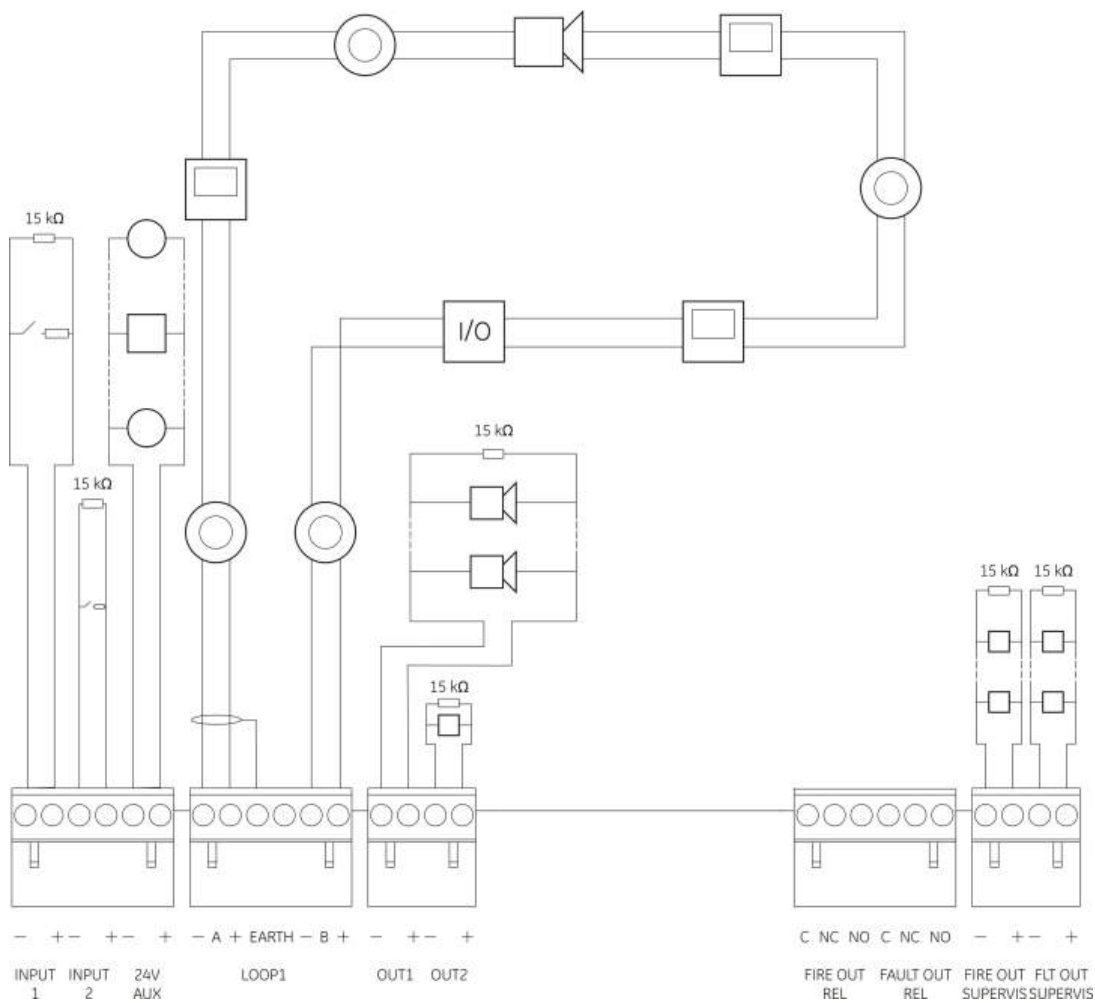 15 kΩ
I/O
15 kΩ
15 kΩ
15 kΩ 15 kΩ
15 kΩ
− + − + − + − A + EARTH − B + − + − + C NC NO C NC NO − + − +
INPUT 1
INPUT 2
24V AUX
LOOP1
OUT1
OUT2
FIRE OUT REL
FAULT OUT REL
FIRE OUT SUPERVIS
FLT OUT SUPERVIS